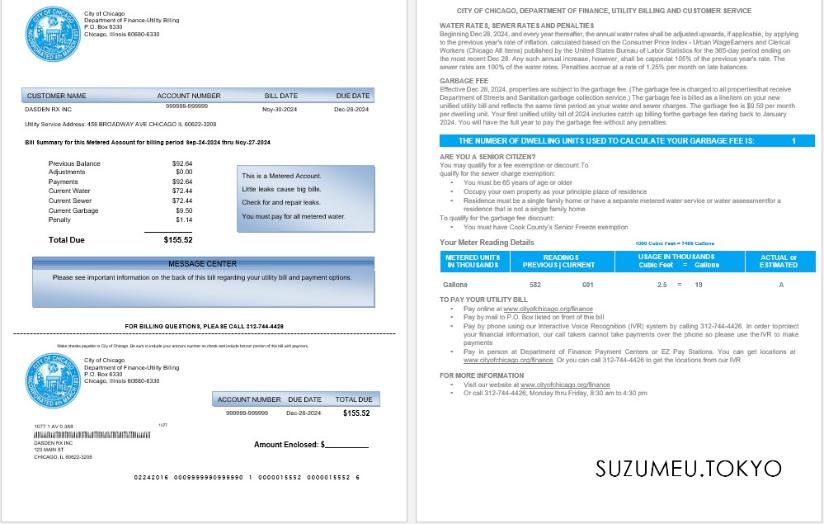 City of Chicago
Department of Finance-Utility Billing
P.O. Box 6330
Chicago, Illinois 60680-6330
CUSTOMER NAME ACCOUNT NUMBER BILL DATE DUE DATE
DASDEN RX INC 999999-999999 Nov-30-2024 Dec-28-2024
Utility Service Address: 459 BROADWAY AVE CHICAGO IL 60622-3208
Bill Summary for this Metered Account for billing period Sep-24-2024 thru Nov-27-2024
Previous Balance $92.64
Adjustments $0.00
Payments $92.64
Current Water $72.44
Current Sewer $72.44
Current Garbage $9.50
Penalty $1.14
Total Due $155.52
This is a Metered Account.
Little leaks cause big bills.
Check for and repair leaks.
You must pay for all metered water.
MESSAGE CENTER
Please see important information on the back of this bill regarding your utility bill and payment options.
FOR BILLING QUESTIONS, PLEASE CALL 312-744-4426
City of Chicago
Department of Finance-Utility Billing
P.O. Box 6330
Chicago, Illinois 60680-6330
ACCOUNT NUMBER DUE DATE TOTAL DUE
999999-999999 Dec-28-2024 $155.52
1077 1 AV 0.388 1077
DASDEN RX INC
123 MAIN ST
CHICAGO, IL 60622-3208
Amount Enclosed: $
02242016 0009999990999990 1 0000015552 0000015552 6
CITY OF CHICAGO, DEPARTMENT OF FINANCE, UTILITY BILLING AND CUSTOMER SERVICE
WATER RATES, SEWER RATES AND PENALTIES
Beginning Dec 28, 2024, and every year thereafter, the annual water rates shall be adjusted upwards, if applicable, by applying
to the previous year's rate of inflation, calculated based on the Consumer Price Index - Urban WageEarners and Clerical
Workers (Chicago All Items) published by the United States Bureau of Labor Statistics for the 365-day period ending on
the most recent Dec 28. Any such annual increase, however, shall be cappedat 105% of the previous year's rate. The
sewer rates are 100% of the water rates. Penalties accrue at a rate of 1.25% per month on late balances.
GARBAGE FEE
Effective Dec 28, 2024, properties are subject to the garbage fee. (The garbage fee is charged to all propertiesthat receive
Department of Streets and Sanitation garbage collection service.) The garbage fee is billed as a lineitem on your new
unified utility bill and reflects the same time period as your water and sewer charges. The garbage fee is $9.50 per month
per dwelling unit. Your first unified utility bill of 2024 includes catch up billing forthe garbage fee dating back to January
2024. You will have the full year to pay the garbage fee without any penalties.
THE NUMBER OF DWELLING UNITS USED TO CALCULATE YOUR GARBAGE FEE IS: 1
ARE YOU A SENIOR CITIZEN?
You may qualify for a fee exemption or discount.To
qualify for the sewer charge exemption:
• You must be 65 years of age or older
• Occupy your own property as your principle place of residence
• Residence must be a single family home or have a separate metered water service or water assessmentfor a
residence that is not a single family home
To qualify for the garbage fee discount:
• You must have Cook County's Senior Freeze exemption
Your Meter Reading Details 1000 Cubic Feet = 7480 Gallons
METERED UNITS IN THOUSANDS READINGS PREVIOUS | CURRENT USAGE IN THOUSANDS Cubic Feet = Gallons ACTUAL or ESTIMATED
Gallons 582 601 2.5 = 19 A
TO PAY YOUR UTILITY BILL
• Pay online at www.cityofchicago.org/finance
• Pay by mail to P.O. Box listed on front of this bill
• Pay by phone using our Interactive Voice Recognition (IVR) system by calling 312-744-4426. In order toprotect
your financial information, our call takers cannot take payments over the phone so please use theIVR to make
payments
• Pay in person at Department of Finance Payment Centers or EZ Pay Stations. You can get locations at
www.cityofchicago.org/finance. Or you can call 312-744-4426 to get the locations from our IVR
FOR MORE INFORMATION
• Visit our website at www.cityofchicago.org/finance
• Or call 312-744-4426, Monday thru Friday, 8:30 am to 4:30 pm
SUZUMEU.TOKYO